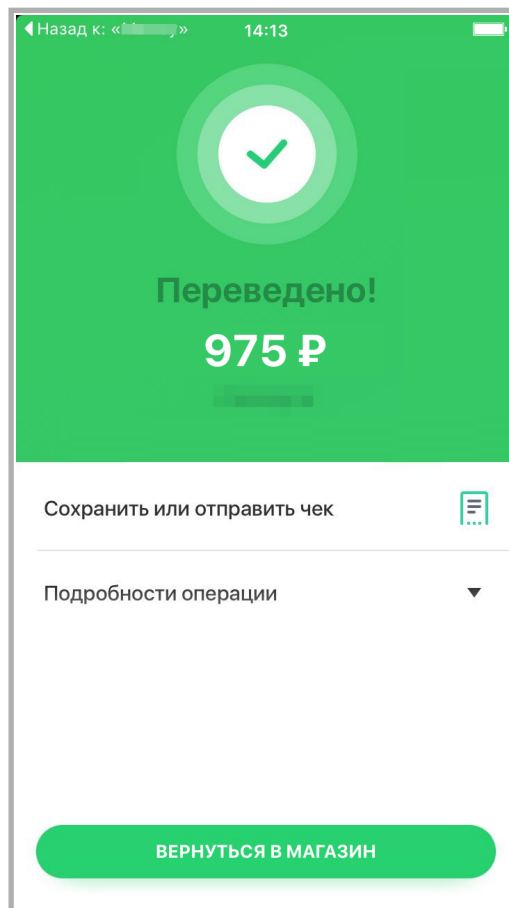 Назад к: «
14:13
Переведено!
975 ₽
Сохранить или отправить чек
Подробности операции
ВЕРНУТЬСЯ В МАГАЗИН